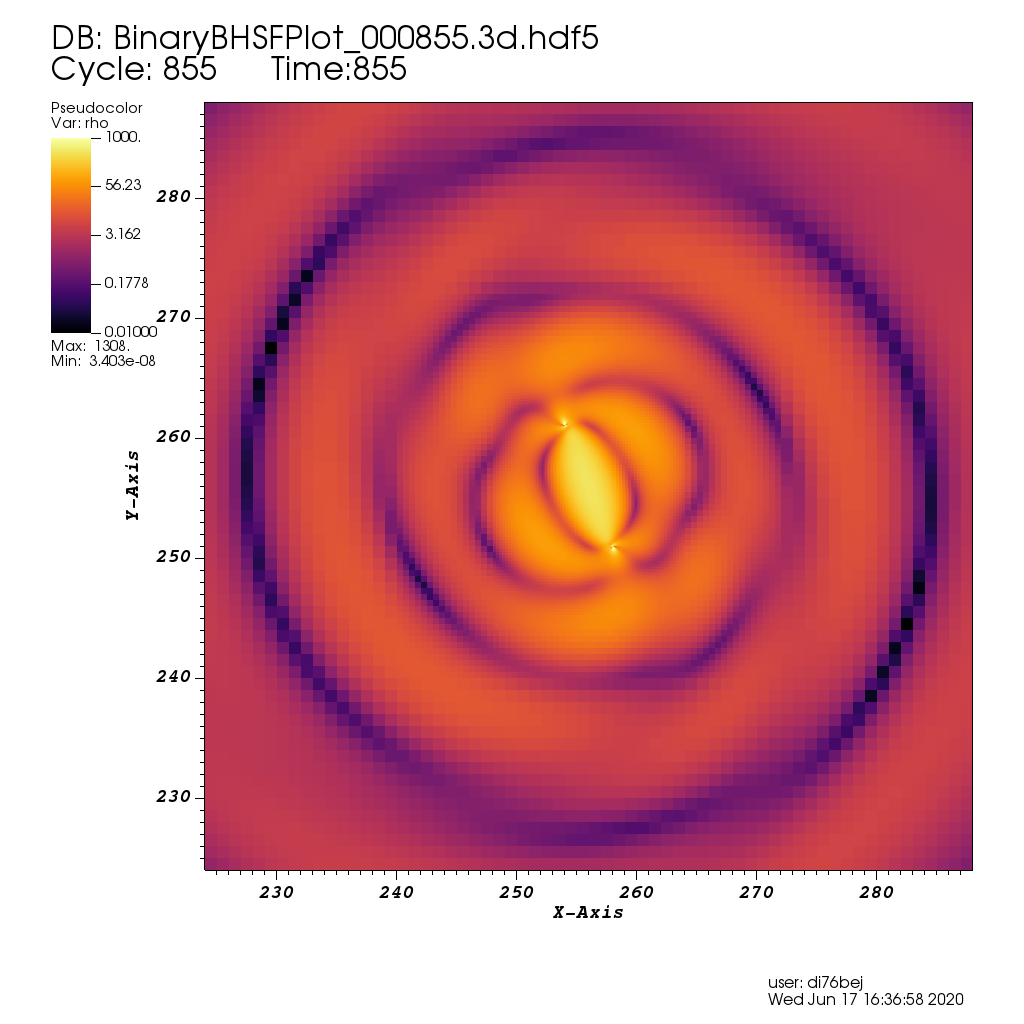 DB: BinaryBHSFPlot_000855.3d.hdf5
Cycle: 855 Time:855
Pseudocolor
Var: rho
1000.
56.23
3.162
0.1778
0.01000
Max: 1308.
Min: 3.403e-08
280
270
260
250
240
230
Y-Axis
230 240 250 260 270 280
X-Axis
user: di76bej
Wed Jun 17 16:36:58 2020